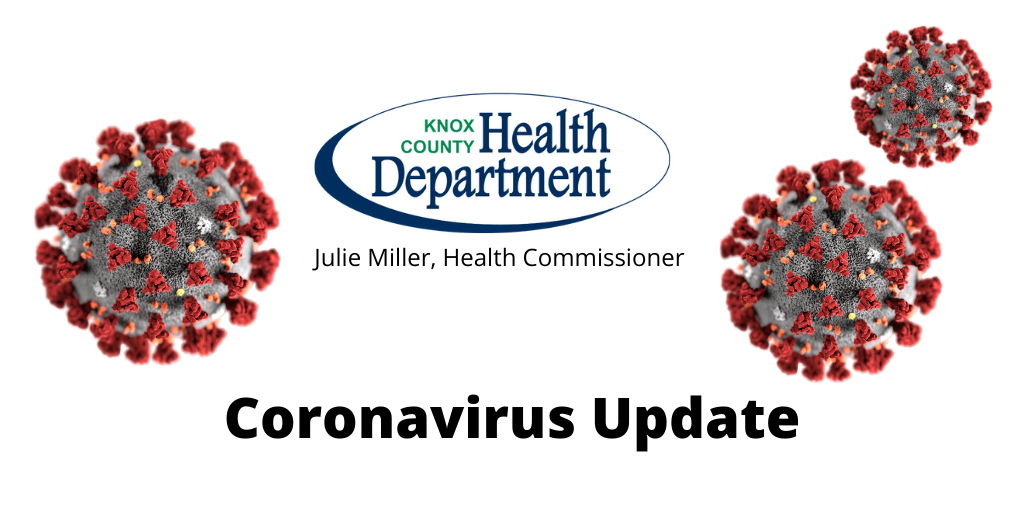 KNOX
COUNTY
Health
Department
Julie Miller, Health Commissioner
Coronavirus Update